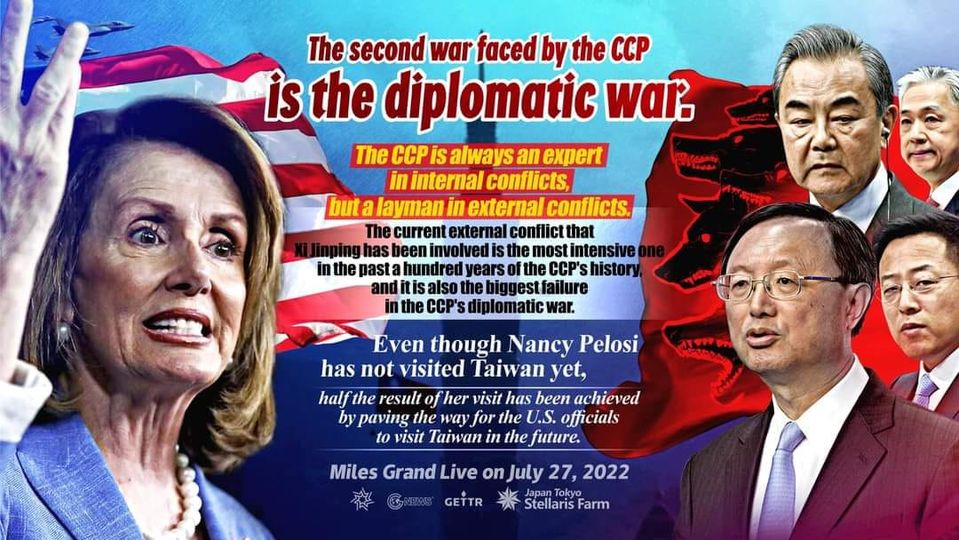 The second war faced by the CCP
is the diplomatic war.
The CCP is always an expert
in internal conflicts,
but a layman in external conflicts.
The current external conflict that
Xi Jinping has been involved is the most intensive one
in the past a hundred years of the CCP's history,
and it is also the biggest failure
in the CCP's diplomatic war.
Even though Nancy Pelosi
has not visited Taiwan yet,
half the result of her visit has been achieved
by paving the way for the U.S. officials
to visit Taiwan in the future.
Miles Grand Live on July 27, 2022
GNEWS GETTR Japan Tokyo
Stellaris Farm